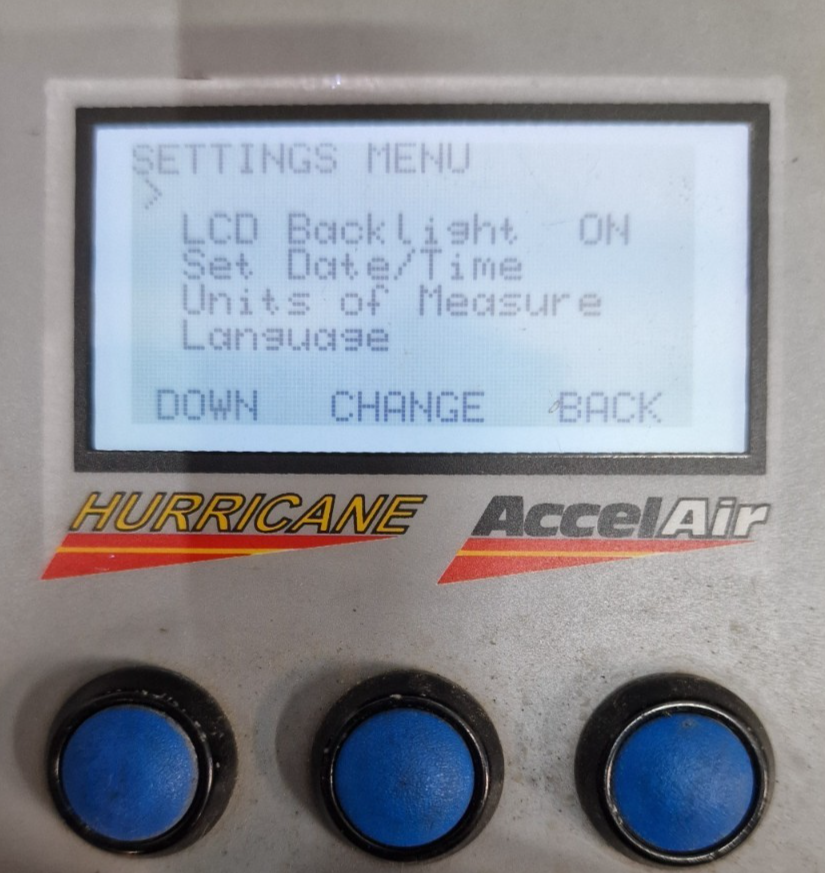 SETTINGS MENU
>
LCD Backlight ON
Set Date/Time
Units of Measure
Language
DOWN CHANGE BACK
HURRICANE AccelAir